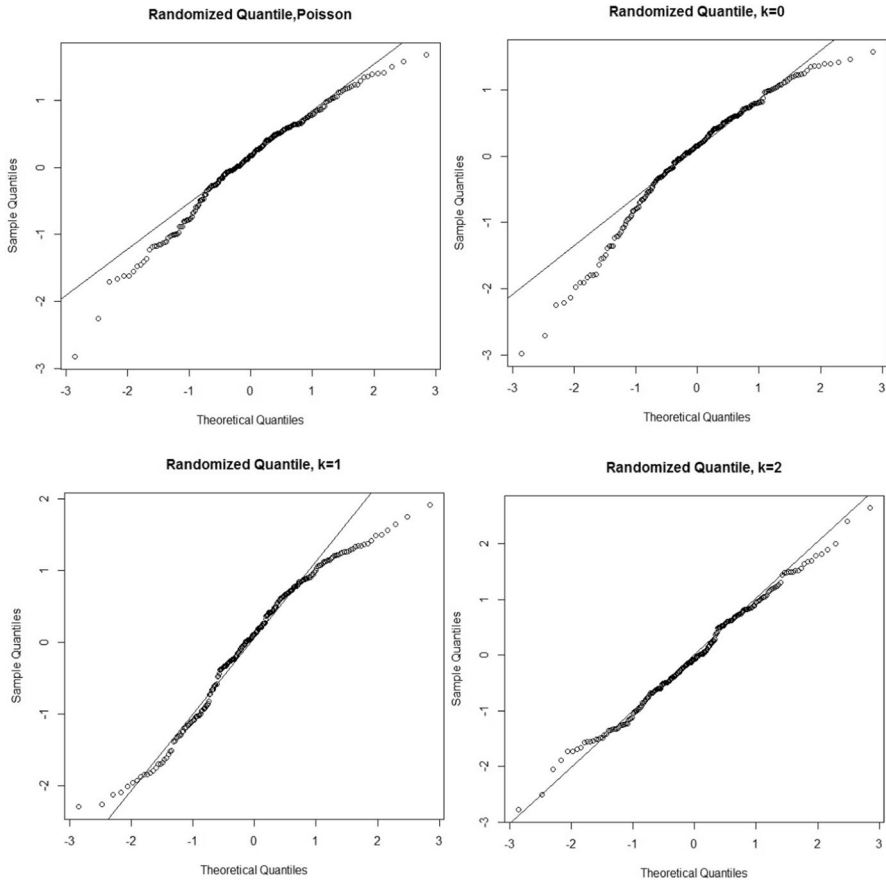 Randomized Quantile,Poisson
Sample Quantiles
1
0
-1
-2
-3
-3 -2 -1 0 1 2 3
Theoretical Quantiles
Randomized Quantile, k=0
Sample Quantiles
1
0
-1
-2
-3
-3 -2 -1 0 1 2 3
Theoretical Quantiles
Randomized Quantile, k=1
Sample Quantiles
2
1
0
-1
-2
-3 -2 -1 0 1 2 3
Theoretical Quantiles
Randomized Quantile, k=2
Sample Quantiles
2
1
0
-1
-2
-3
-3 -2 -1 0 1 2 3
Theoretical Quantiles